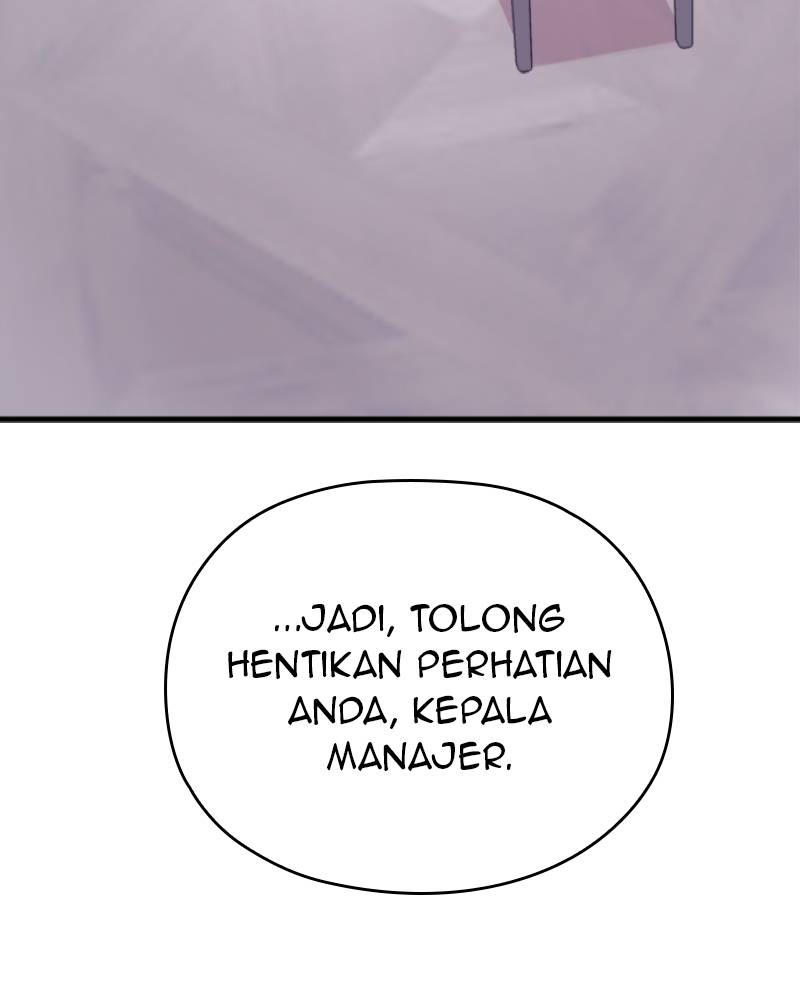 ...JADI, TOLONG
HENTIKAN PERHATIAN
ANDA, KEPALA
MANAJER.